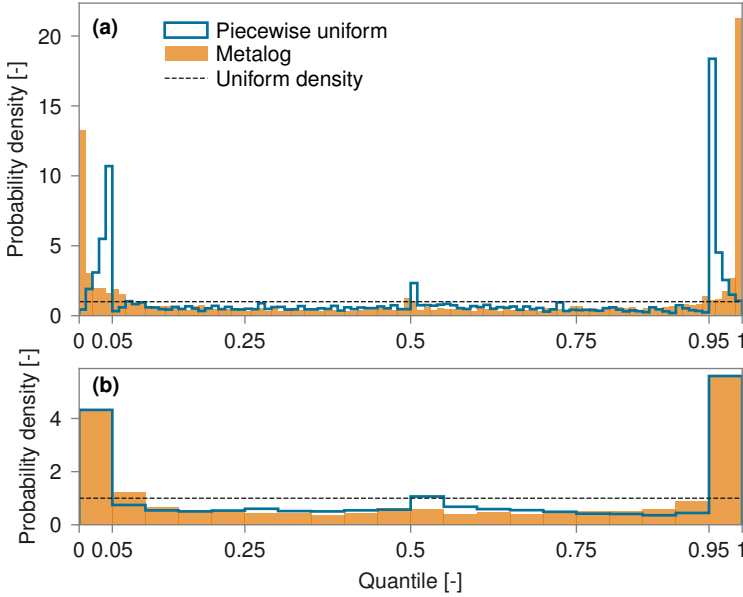 (a)
Piecewise uniform
Metalog
Uniform density
Probability density [-]
20
15
10
5
0
0 0.05 0.25 0.5 0.75 0.95 1
(b)
Probability density [-]
4
2
0
0 0.05 0.25 0.5 0.75 0.95 1
Quantile [-]